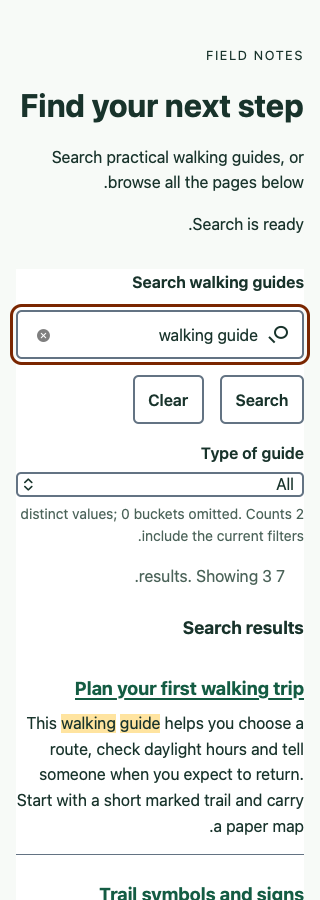 FIELD NOTES
Find your next step
Search practical walking guides, or
.browse all the pages below
.Search is ready
Search walking guides
walking guide
Clear Search
Type of guide
All
distinct values; 0 buckets omitted. Counts 2
.include the current filters
.results. Showing 3 7
Search results
Plan your first walking trip
This walking guide helps you choose a
route, check daylight hours and tell
someone when you expect to return.
Start with a short marked trail and carry
.a paper map
Trail symbols and signs